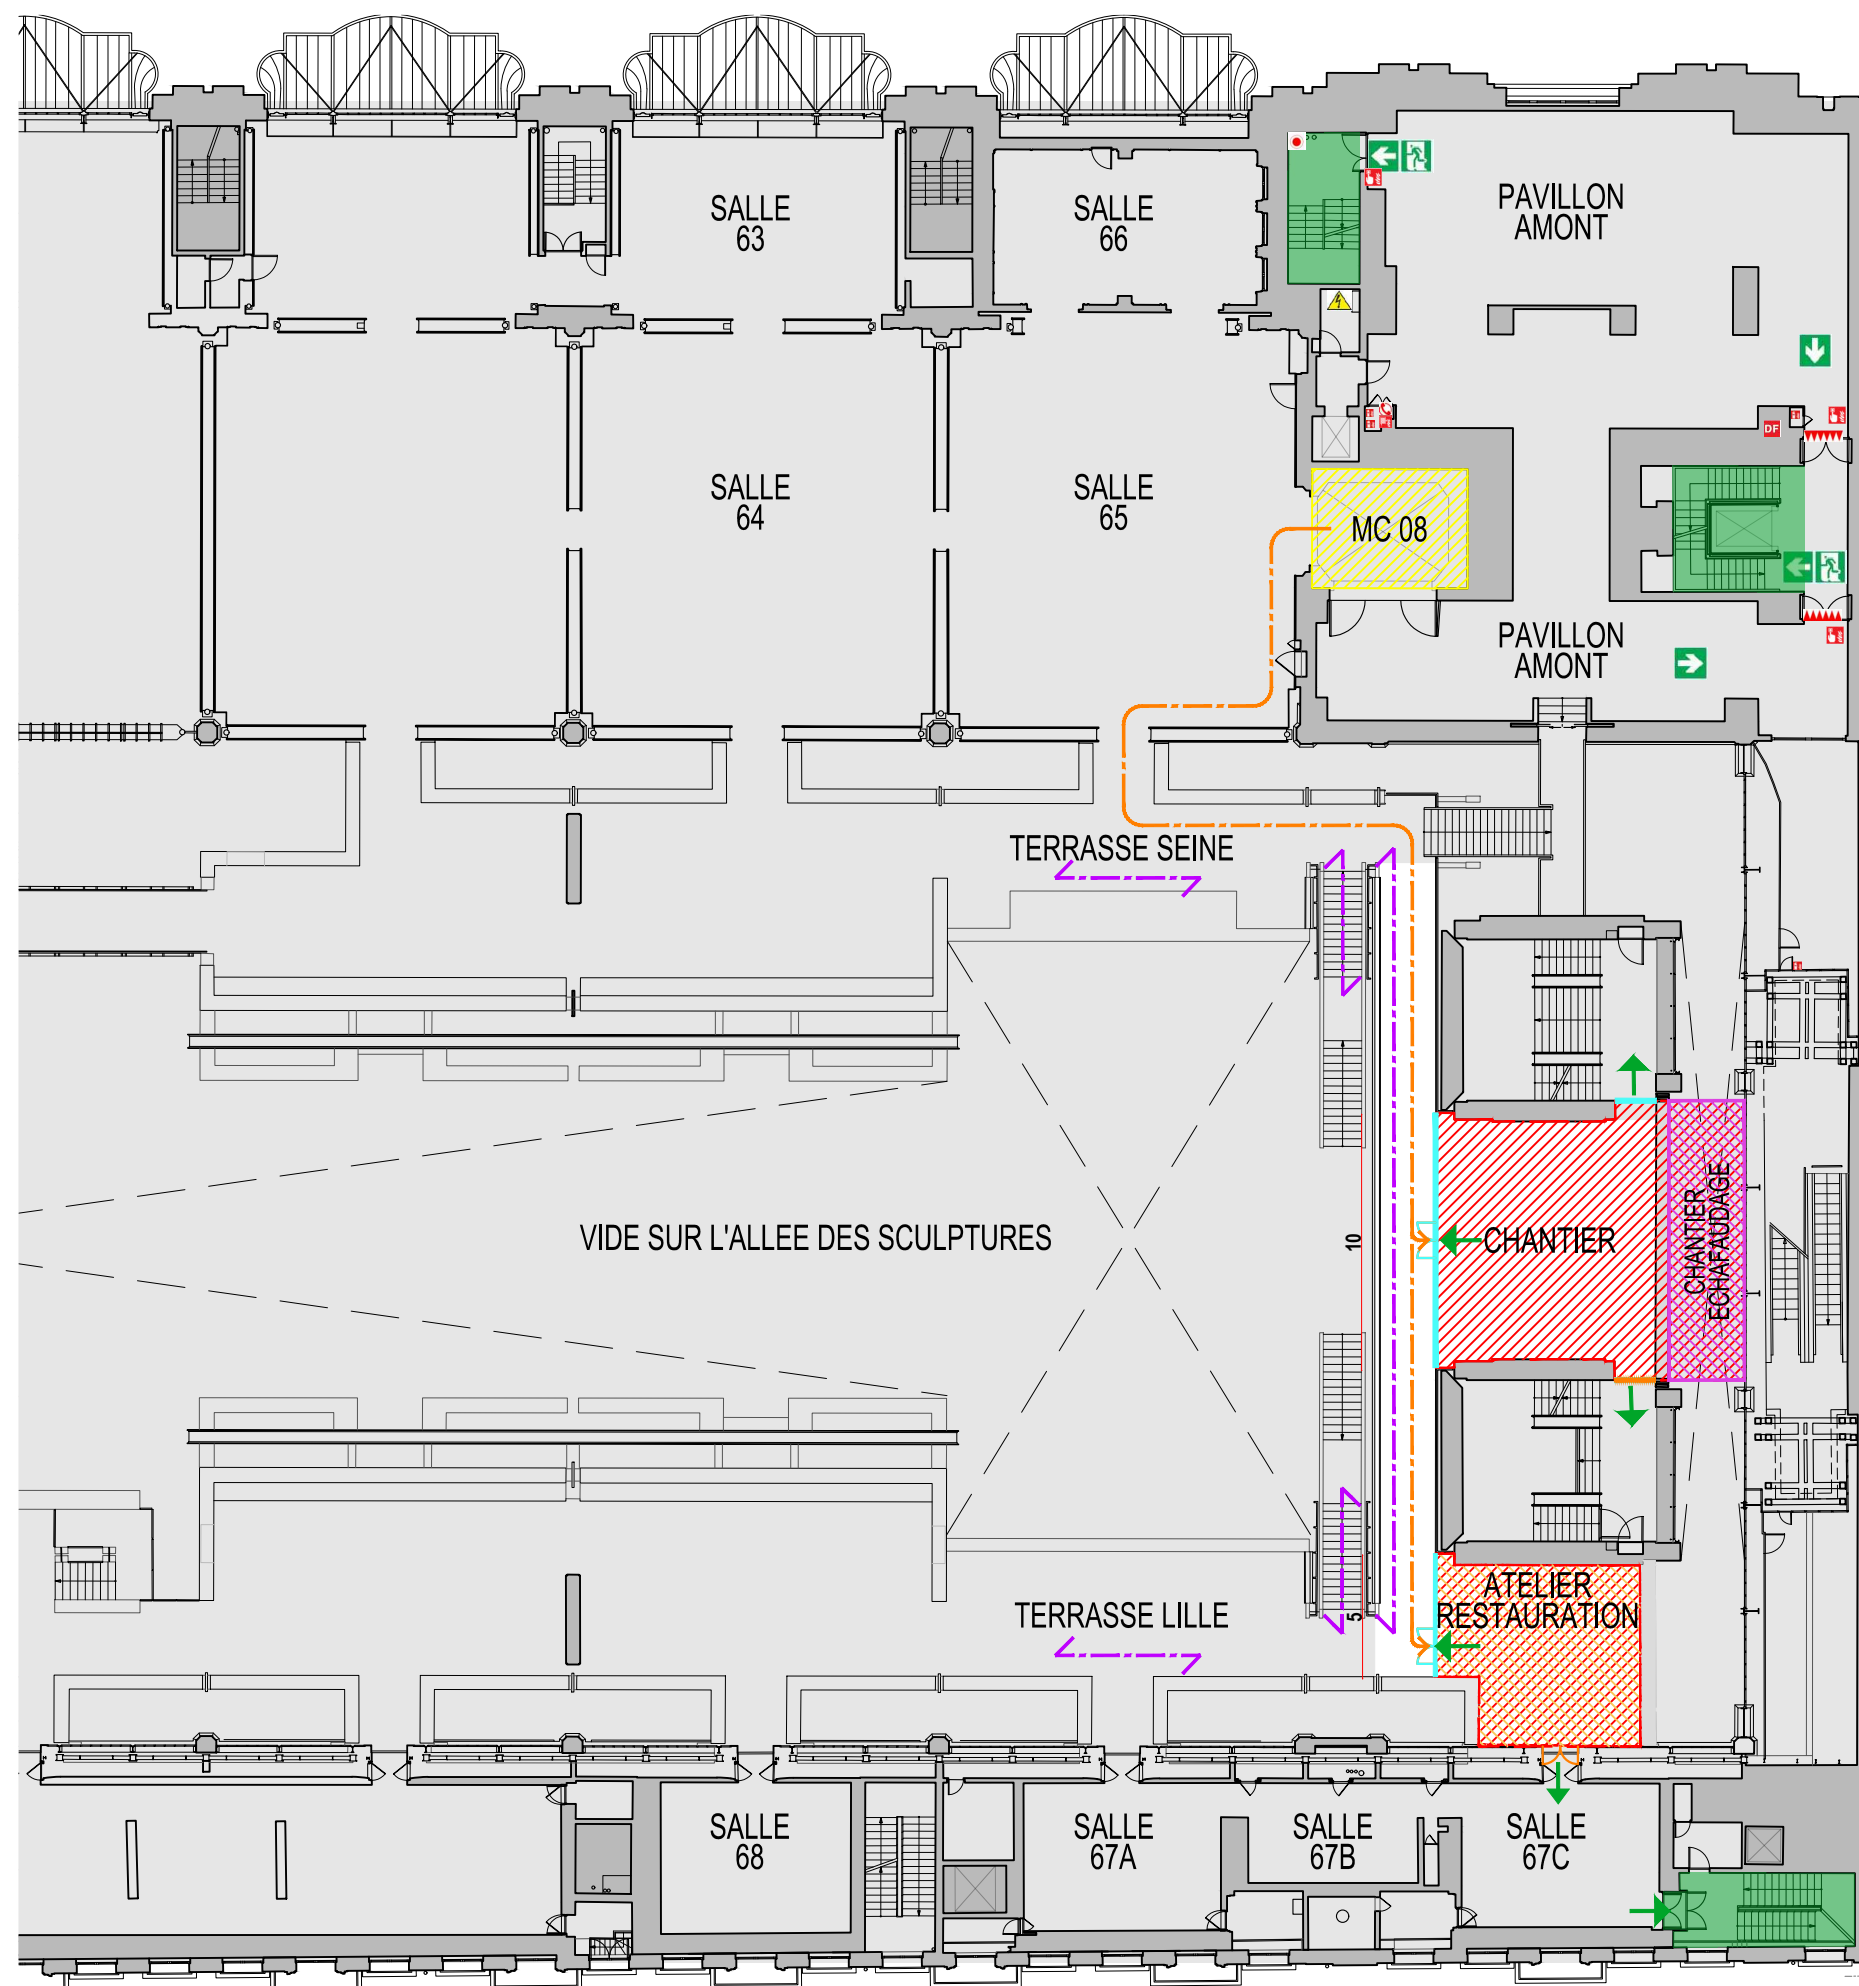 SALLE
63
SALLE
66
PAVILLON
AMONT
DF
SALLE
64
SALLE
65
MC 08
PAVILLON
AMONT
TERRASSE SEINE
VIDE SUR L'ALLEE DES SCULPTURES
10
CHANTIER
CHANTIER
ECHAFAUDAGE
ATELIER
RESTAURATION
TERRASSE LILLE
5
SALLE
68
SALLE
67A
SALLE
67B
SALLE
67C